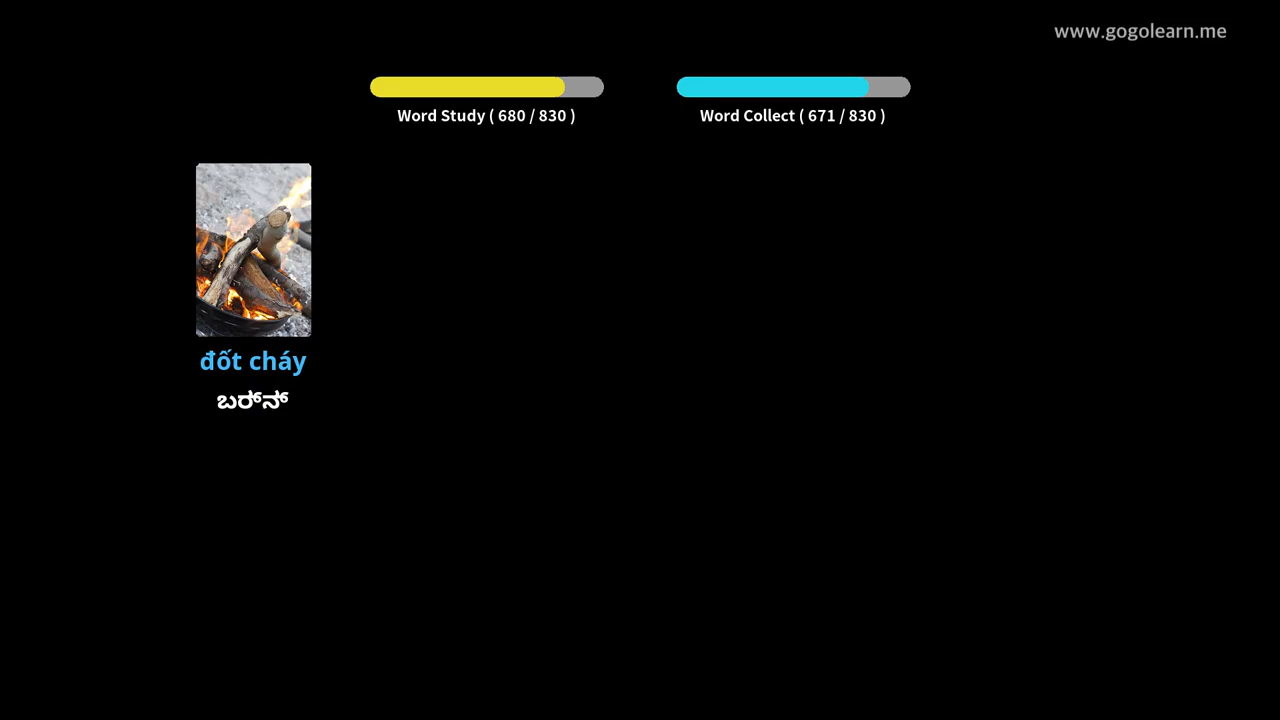 www.gogolearn.me
Word Study ( 680 / 830 )
Word Collect ( 671 / 830 )
đốt cháy
ಬರ್ನ್